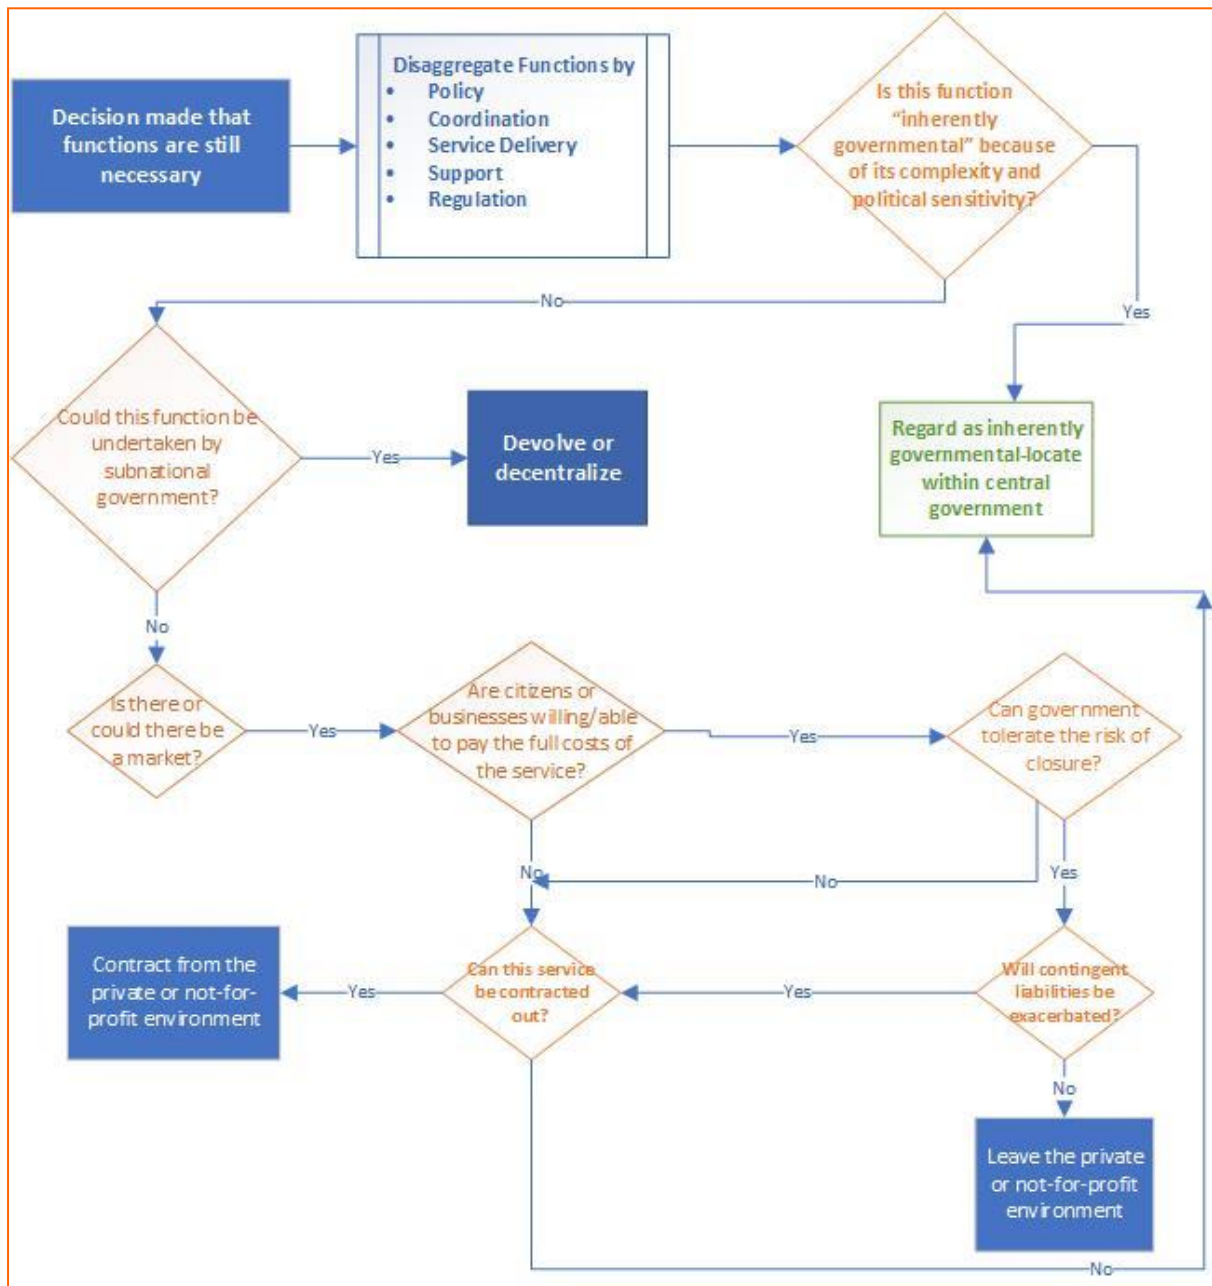 Decision made that
functions are still
necessary
Disaggregate Functions by
• Policy
• Coordination
• Service Delivery
• Support
• Regulation
Is this function
“inherently
governmental” because
of its complexity and
political sensitivity?
No
Yes
Could this function be
undertaken by
subnational
government?
Yes
Devolve or
decentralize
Regard as inherently
governmental-locate
within central
government
No
Is there or
could there be
a market?
Yes
Are citizens or
businesses willing/able
to pay the full costs of
the service?
Yes
Can government
tolerate the risk of
closure?
No
No
Yes
Contract from the
private or not-for-
profit environment
Yes
Can this service
be contracted
out?
Yes
Will contingent
liabilities be
exacerbated?
No
Leave the private
or not-for-profit
environment
No